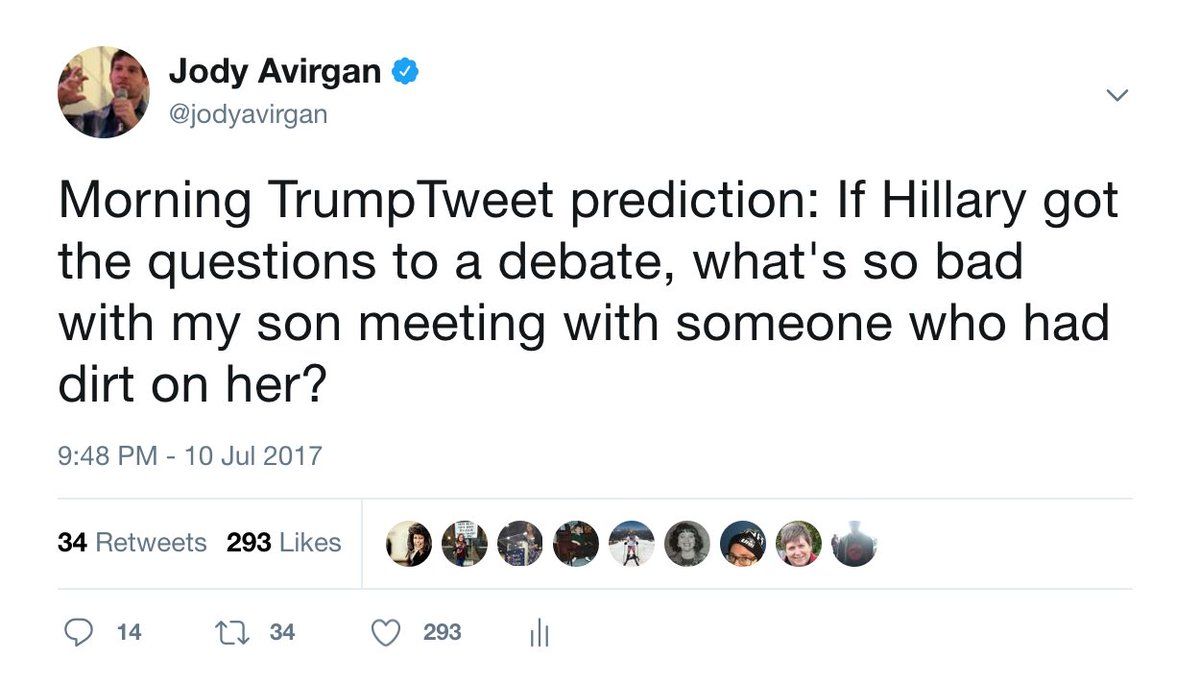 Jody Avirgan
@jodyavirgan
Morning TrumpTweet prediction: If Hillary got
the questions to a debate, what's so bad
with my son meeting with someone who had
dirt on her?
9:48 PM - 10 Jul 2017
34 Retweets 293 Likes
14 34 293